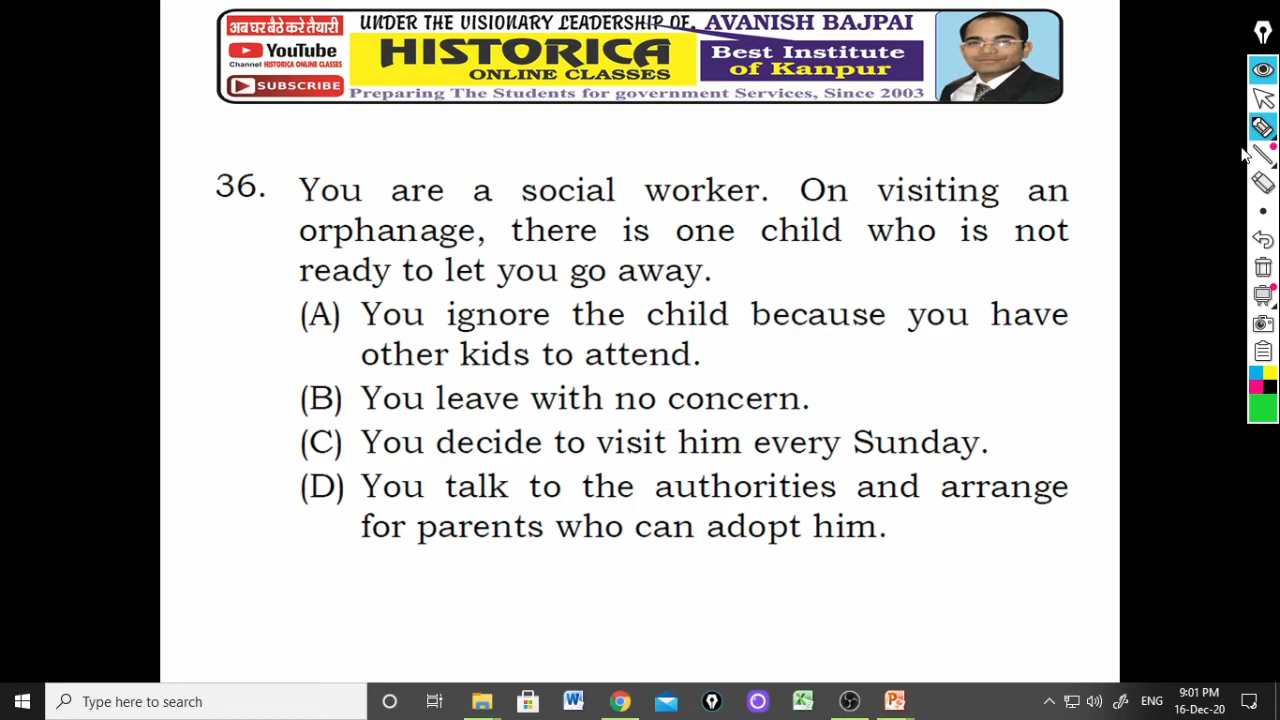 UNDER THE VISIONARY LEADERSHIP OF. AVANISH BAJPAI
अब घर बैठे करे तैयारी
YouTube
Channel HISTORICA ONLINE CLASSES
SUBSCRIBE
HISTORICA
ONLINE CLASSES
Best Institute
of Kanpur
Preparing The Students for government Services, Since 2003
36. You are a social worker. On visiting an
orphanage, there is one child who is not
ready to let you go away.
(A) You ignore the child because you have
other kids to attend.
(B) You leave with no concern.
(C) You decide to visit him every Sunday.
(D) You talk to the authorities and arrange
for parents who can adopt him.
Type here to search
ENG
9:01 PM
16-Dec-20